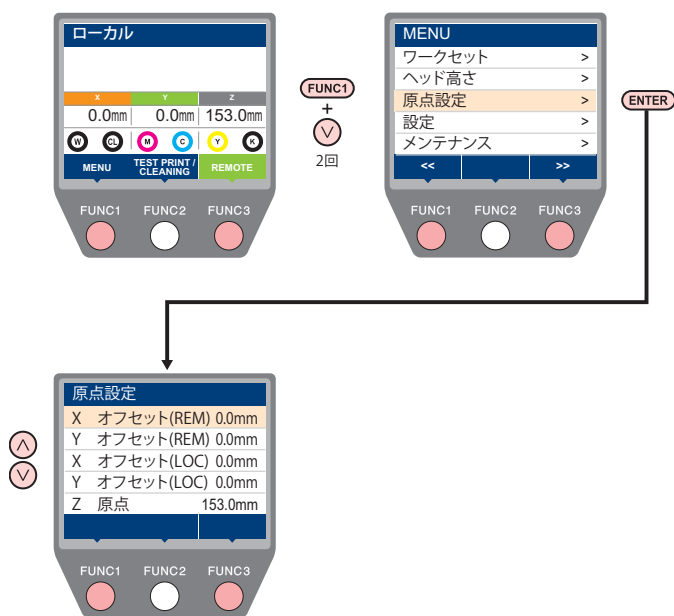 ローカル
X Y Z
0.0mm 0.0mm 153.0mm
W CL M C Y K
MENU TEST PRINT / CLEANING REMOTE
FUNC1 FUNC2 FUNC3
FUNC1
+
2回
MENU
ワークセット >
ヘッド高さ >
原点設定 >
設定 >
メンテナンス >
<< >>
FUNC1 FUNC2 FUNC3
ENTER
原点設定
X オフセット(REM) 0.0mm
Y オフセット(REM) 0.0mm
X オフセット(LOC) 0.0mm
Y オフセット(LOC) 0.0mm
Z 原点 153.0mm
FUNC1 FUNC2 FUNC3